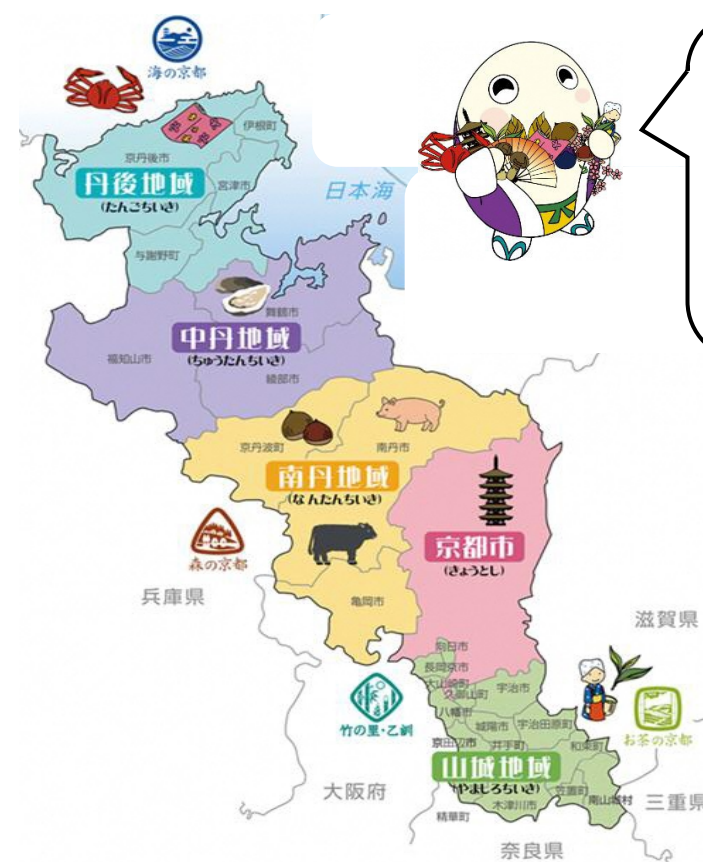 海の京都
伊根町
京丹後市
丹後地域
(たんごちいき)
宮津市
日本海
与謝野町
舞鶴市
中丹地域
(ちゅうたんちいき)
福知山市
綾部市
京丹波町
南丹市
南丹地域
(なんたんちいき)
京都市
(きょうとし)
森の京都
兵庫県
亀岡市
滋賀県
向日市
長岡京市
大山崎町
久御山町
宇治市
八幡市
竹の里・乙訓
城陽市
宇治田原町
お茶の京都
京田辺市
井手町
和束町
山城地域
(やましろちいき)
大阪府
笠置町
南山城村
三重県
木津川市
精華町
奈良県